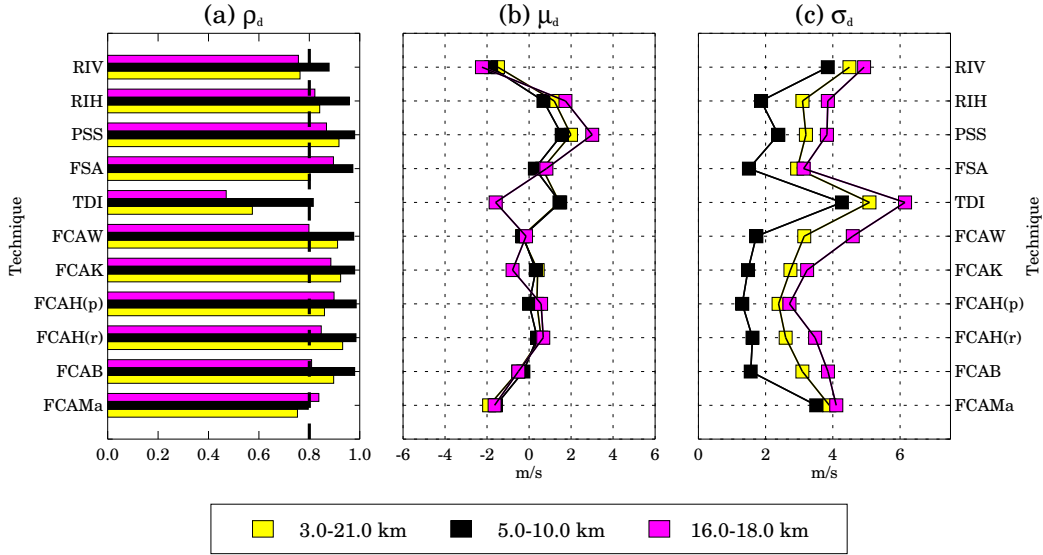 (a) ρd
(b) μd
(c) σd
RIV
RIH
PSS
FSA
TDI
FCAW
FCAK
FCAH(p)
FCAH(r)
FCAB
FCAMa
Technique
0.0 0.2 0.4 0.6 0.8 1.0
-6 -4 -2 0 2 4 6
m/s
0 2 4 6
m/s
RIV
RIH
PSS
FSA
TDI
FCAW
FCAK
FCAH(p)
FCAH(r)
FCAB
FCAMa
Technique
3.0-21.0 km 5.0-10.0 km 16.0-18.0 km